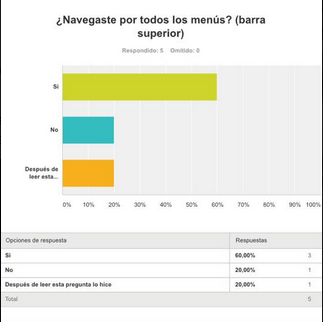 ¿Navegaste por todos los menús? (barra
superior)
Respondido: 5 Omitido: 0
Si
No
Después de
leer esta...
0% 10% 20% 30% 40% 50% 60% 70% 80% 90% 100%
Opciones de respuesta Respuestas
Si 60,00% 3
No 20,00% 1
Después de leer esta pregunta lo hice 20,00% 1
Total 5